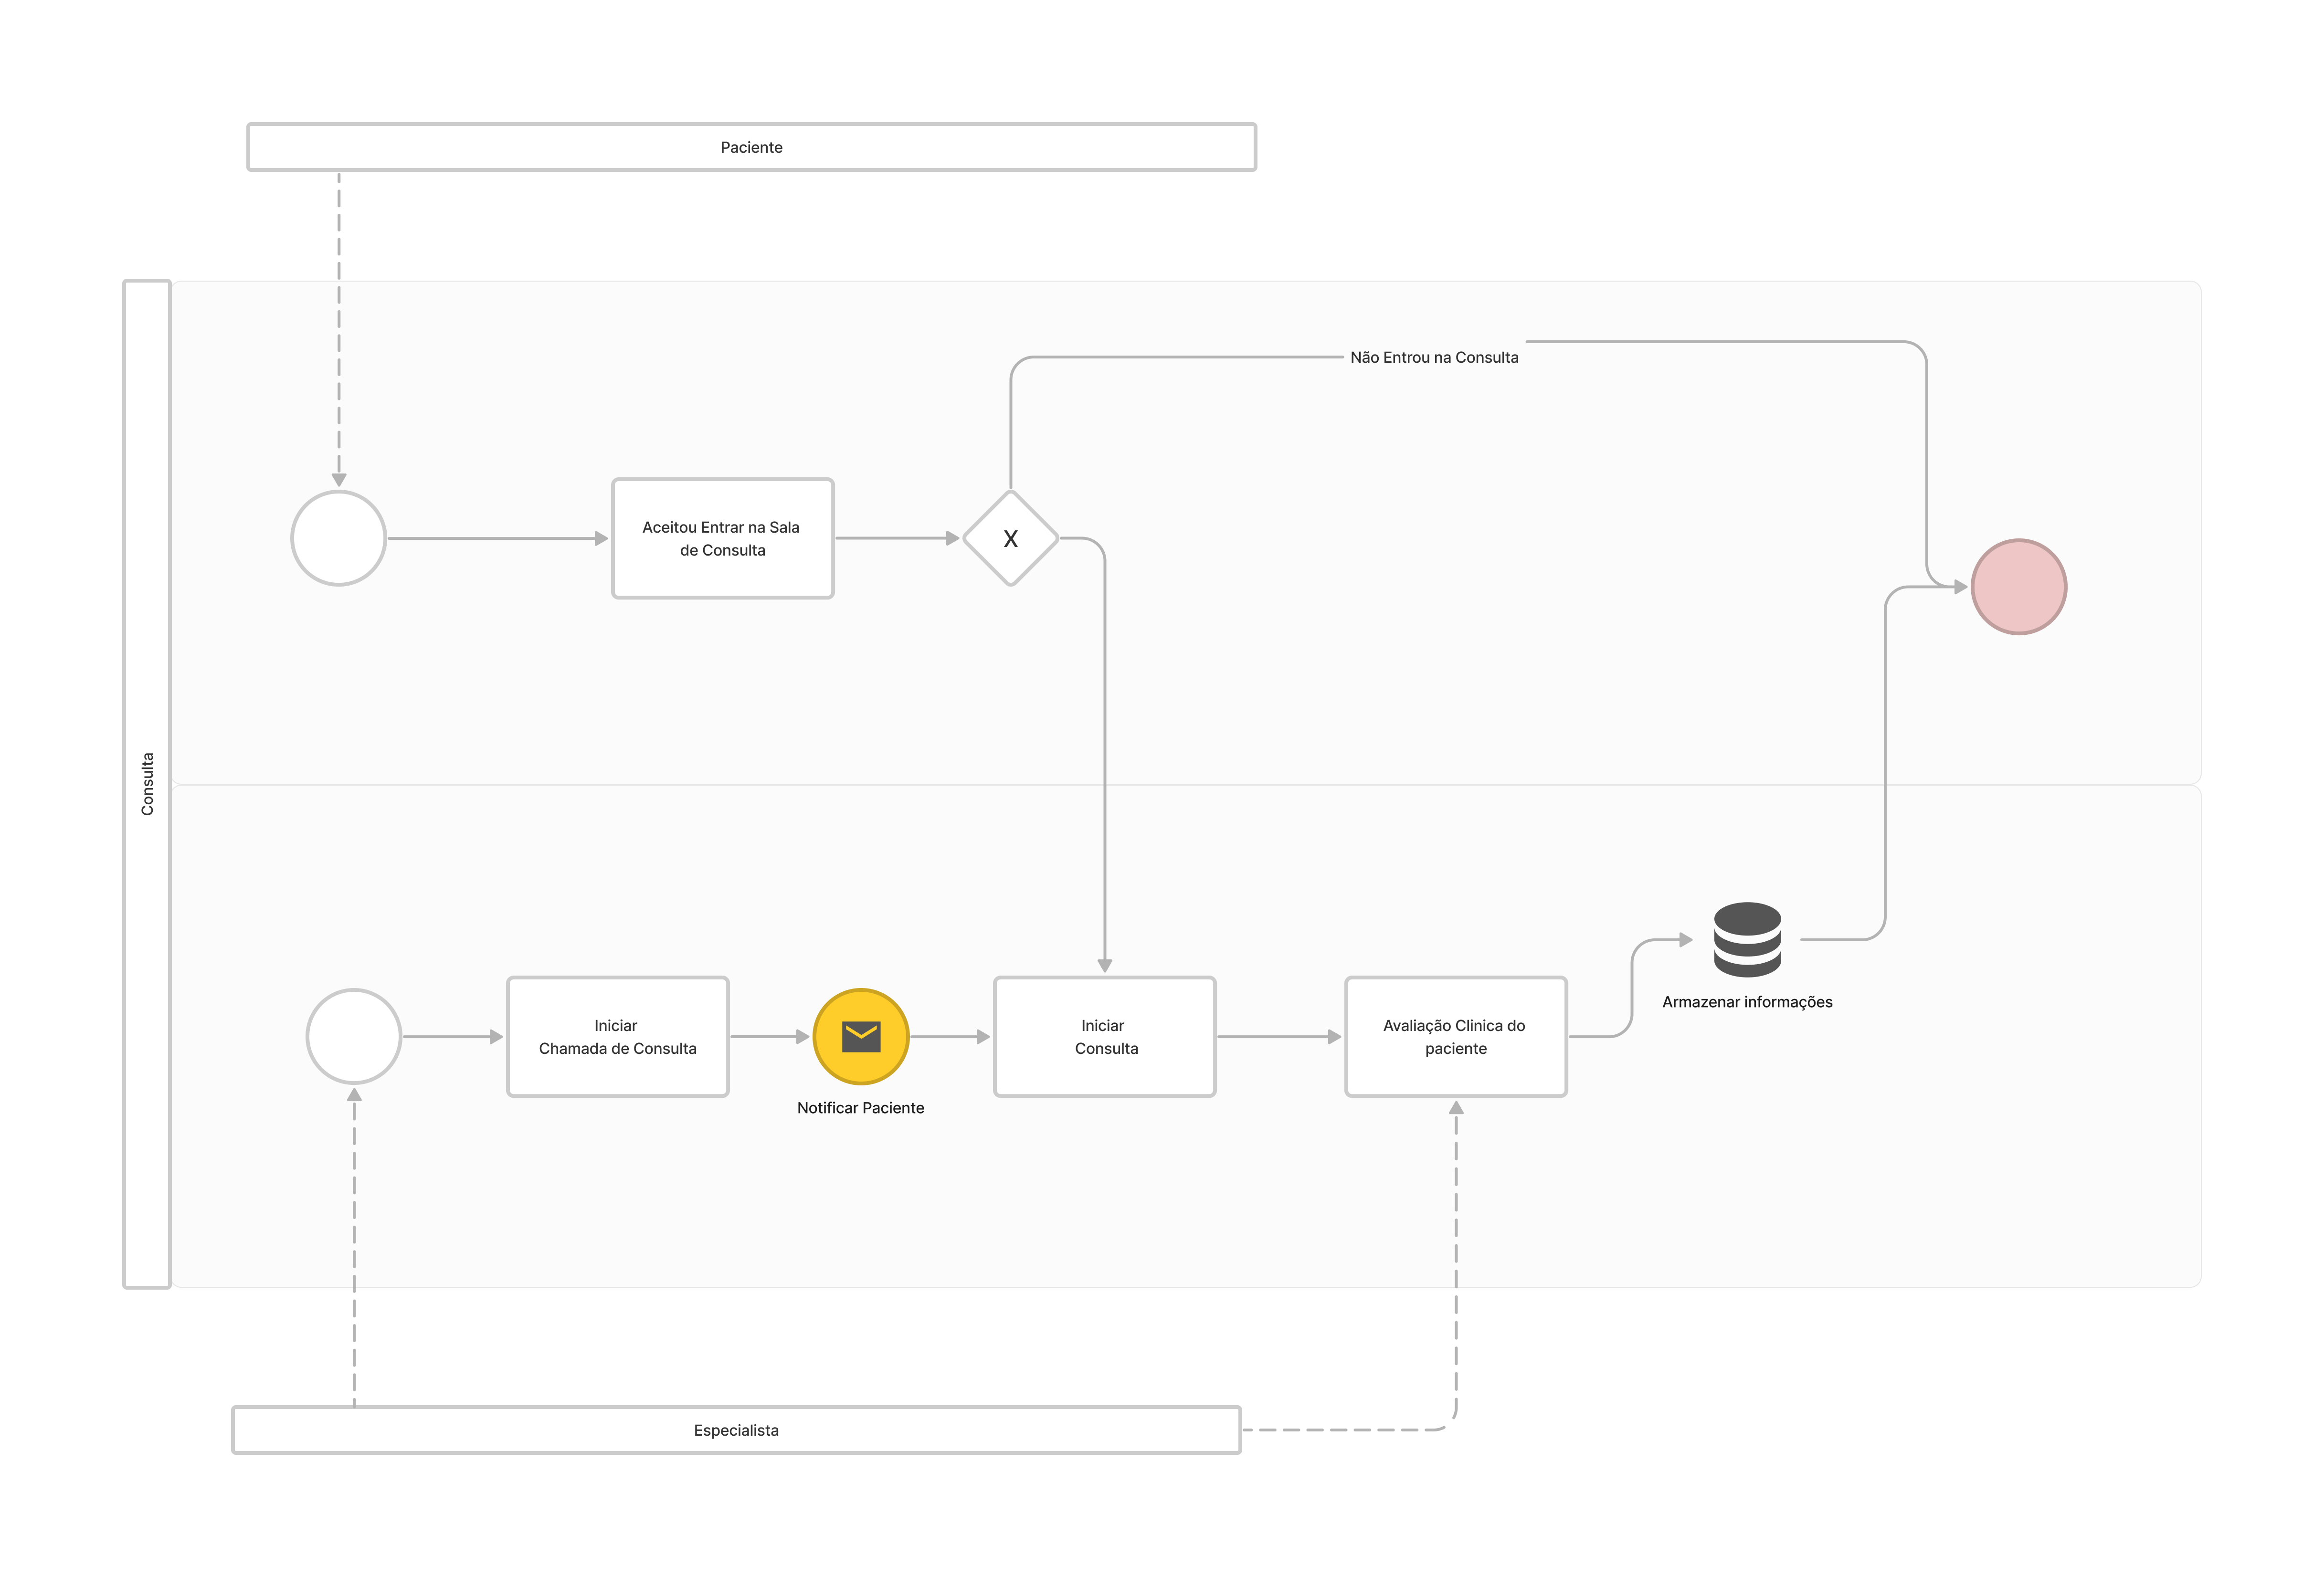 Paciente
Consulta
Não Entrou na Consulta
Aceitou Entrar na Sala
de Consulta
X
Iniciar
Chamada de Consulta
Notificar Paciente
Iniciar
Consulta
Avaliação Clinica do
paciente
Armazenar informações
Especialista